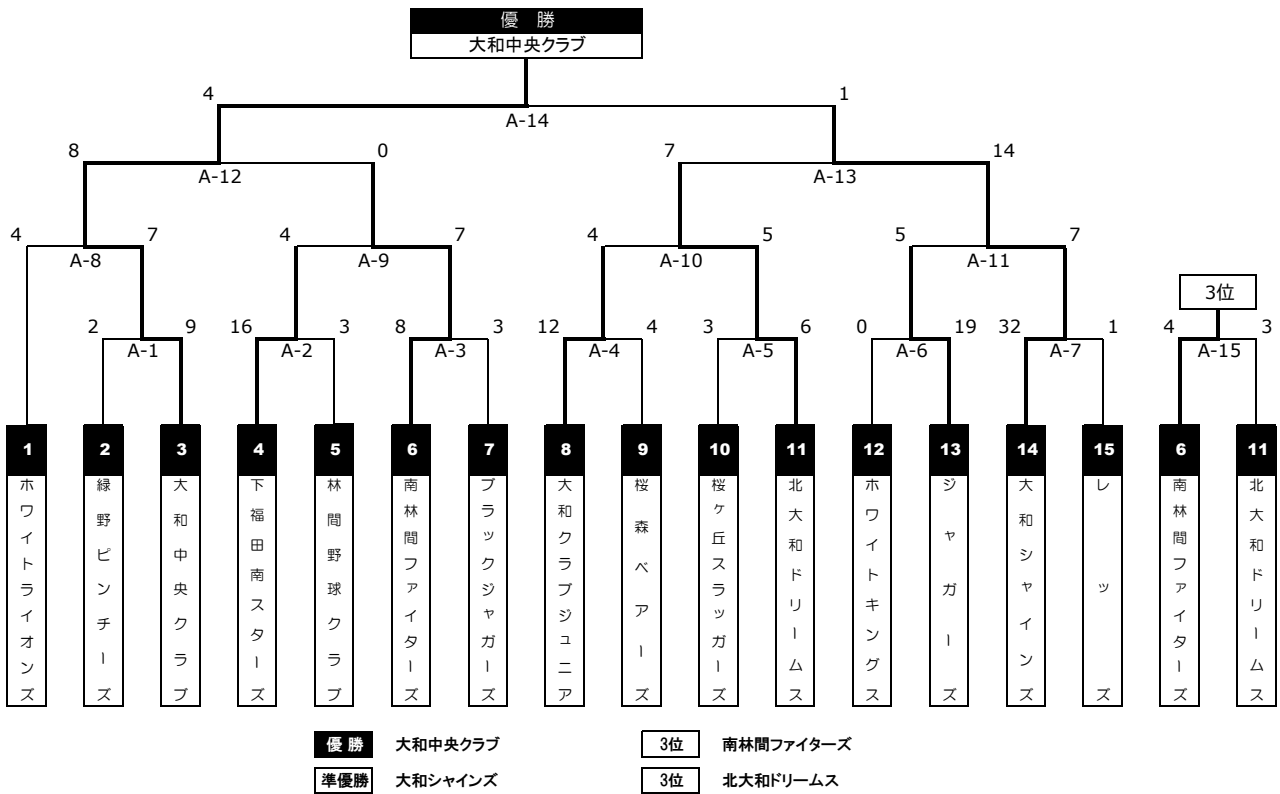 優 勝
大和中央クラブ
4 1
A-14
8 0 7 14
A-12 A-13
4 7 4 7 4 5 5 7
A-8 A-9 A-10 A-11
3位
2 9 16 3 8 3 12 4 3 6 0 19 32 1 4 3
A-1 A-2 A-3 A-4 A-5 A-6 A-7 A-15
1 2 3 4 5 6 7 8 9 10 11 12 13 14 15 6 11
ホワイトライオンズ
緑野ピンチーズ
大和中央クラブ
下福田南スターズ
林間野球クラブ
南林間ファイターズ
ブラックジャガーズ
大和クラブジュニア
桜森ベアーズ
桜ヶ丘スラッガーズ
北大和ドリームス
ホワイトキングス
ジャガーズ
大和シャインズ
レッズ
南林間ファイターズ
北大和ドリームス
優 勝 大和中央クラブ 3位 南林間ファイターズ
準優勝 大和シャインズ 3位 北大和ドリームス